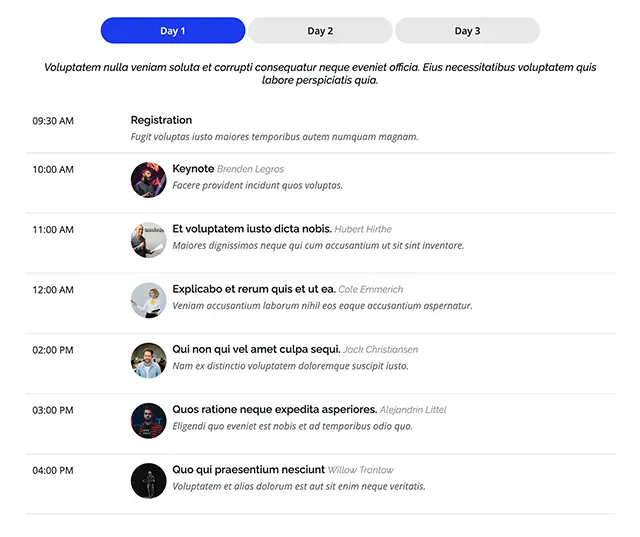 Day 1
Day 2
Day 3
Voluptatem nulla veniam soluta et corrupti consequatur neque eveniet officia. Eius necessitatibus voluptatem quis
labore perspiciatis quia.
09:30 AM
Registration
Fugit voluptas iusto maiores temporibus autem numquam magnam.
10:00 AM
Keynote Brenden Legros
Facere provident incidunt quos voluptas.
11:00 AM
Et voluptatem iusto dicta nobis. Hubert Hirthe
Maiores dignissimos neque qui cum accusantium ut sit sint inventore.
12:00 AM
Explicabo et rerum quis et ut ea. Cole Emmerich
Veniam accusantium laborum nihil eos eaque accusantium aspernatur.
02:00 PM
Qui non qui vel amet culpa sequi. Jack Christiansen
Nam ex distinctio voluptatem doloremque suscipit iusto.
03:00 PM
Quos ratione neque expedita asperiores. Alejandrin Littel
Eligendi quo eveniet est nobis et ad temporibus odio quo.
04:00 PM
Quo qui praesentium nesciunt Willow Trantow
Voluptatem et alias dolorum est aut sit enim neque veritatis.